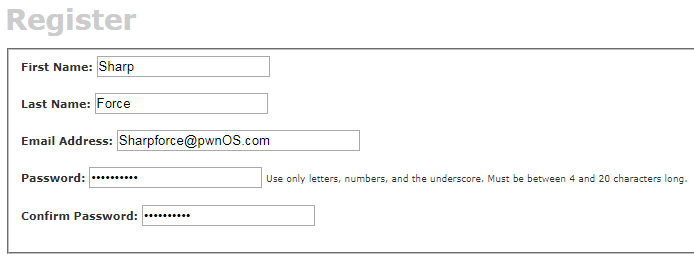 Register
First Name: Sharp
Last Name: Force
Email Address: Sharpforce@pwnOS.com
Password: •••••••••• Use only letters, numbers, and the underscore. Must be between 4 and 20 characters long.
Confirm Password: ••••••••••